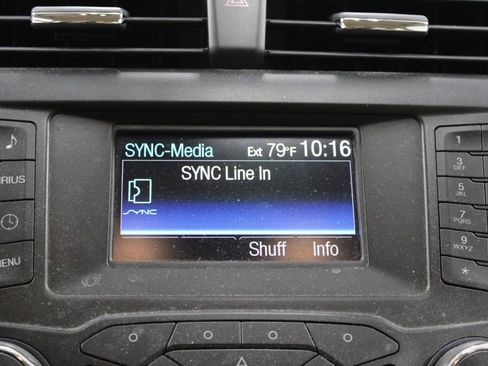 SYNC-Media Ext 79°F 10:16
SYNC Line In
SYNC
Shuff Info
IRIUS
MENU
1
3 DEF
5 JKL
7 PQRS
9 WXYZ
*